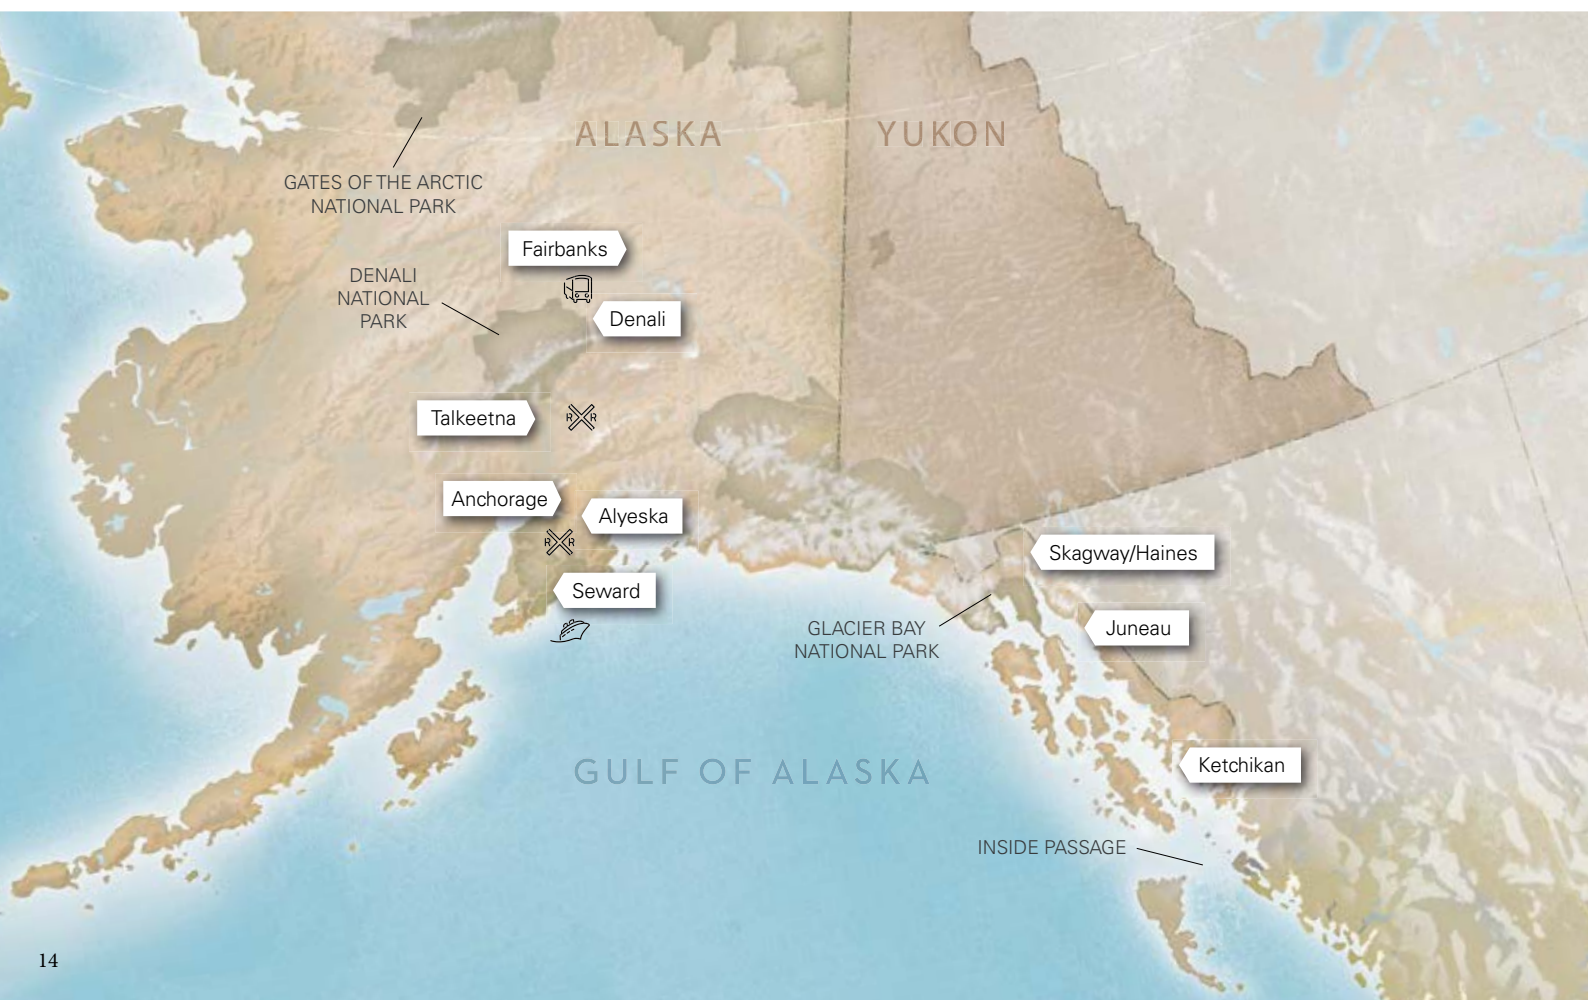 ALASKA
YUKON
GATES OF THE ARCTIC
NATIONAL PARK
Fairbanks
DENALI
NATIONAL
PARK
Denali
Talkeetna
R R
Anchorage
Alyeska
R R
Skagway/Haines
Seward
GLACIER BAY
NATIONAL PARK
Juneau
GULF OF ALASKA
Ketchikan
INSIDE PASSAGE
14